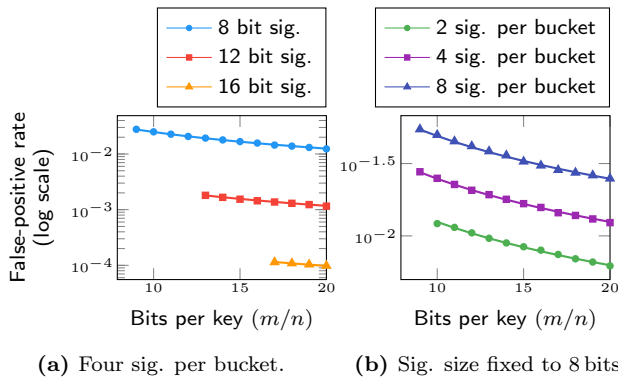 8 bit sig.
12 bit sig.
16 bit sig.
2 sig. per bucket
4 sig. per bucket
8 sig. per bucket
False-positive rate
(log scale)
10⁻²
10⁻³
10⁻⁴
10 15 20
Bits per key (m/n)
10⁻¹·⁵
10⁻²
10 15 20
Bits per key (m/n)
(a) Four sig. per bucket.
(b) Sig. size fixed to 8 bits